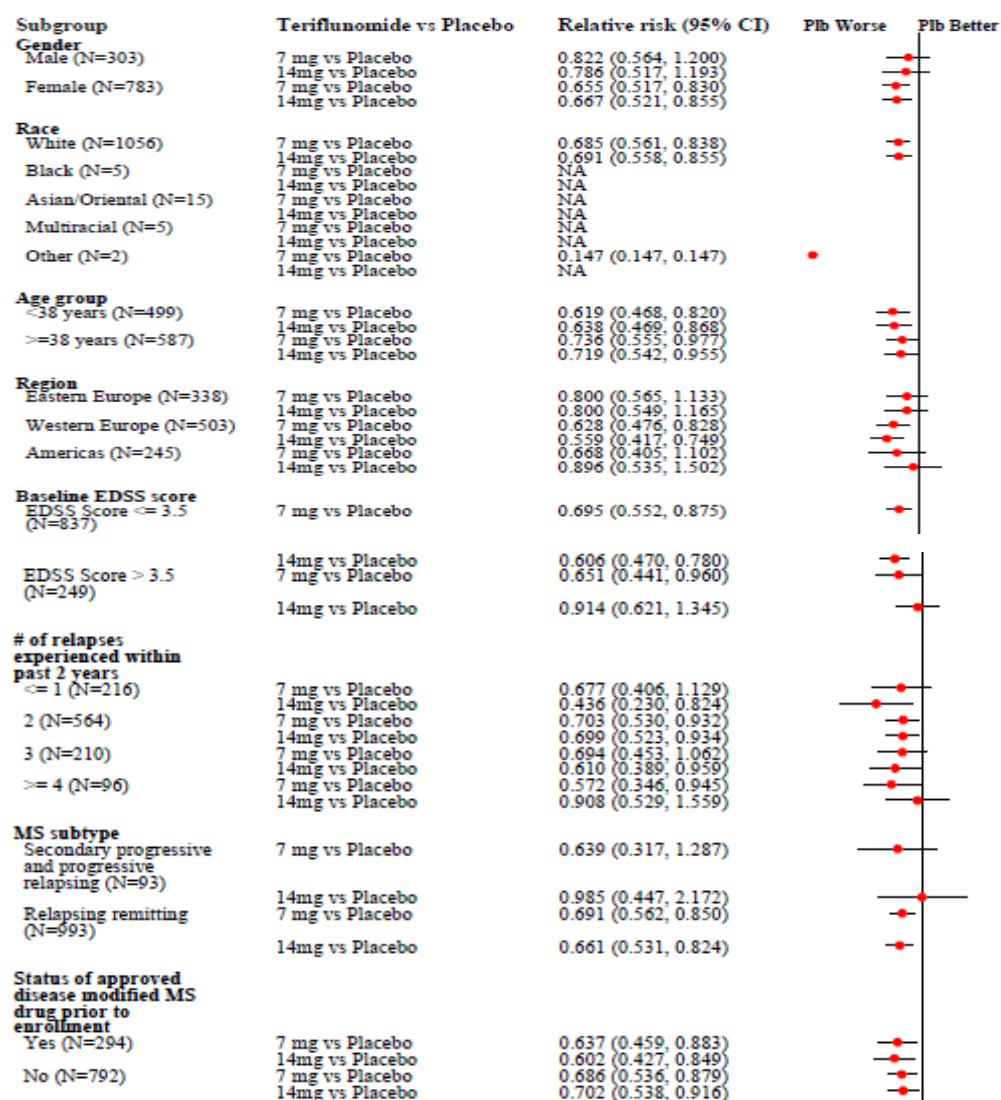 Subgroup Teriflunomide vs Placebo Relative risk (95% CI) Plb Worse Plb Better
Gender
Male (N=303) 7 mg vs Placebo 0.822 (0.564, 1.200)
14mg vs Placebo 0.786 (0.517, 1.193)
Female (N=783) 7 mg vs Placebo 0.655 (0.517, 0.830)
14mg vs Placebo 0.667 (0.521, 0.855)
Race
White (N=1056) 7 mg vs Placebo 0.685 (0.561, 0.838)
14mg vs Placebo 0.691 (0.558, 0.855)
Black (N=5) 7 mg vs Placebo NA
14mg vs Placebo NA
Asian/Oriental (N=15) 7 mg vs Placebo NA
14mg vs Placebo NA
Multiracial (N=5) 7 mg vs Placebo NA
14mg vs Placebo NA
Other (N=2) 7 mg vs Placebo 0.147 (0.147, 0.147)
14mg vs Placebo NA
Age group
<38 years (N=499) 7 mg vs Placebo 0.619 (0.468, 0.820)
14mg vs Placebo 0.638 (0.469, 0.868)
>=38 years (N=587) 7 mg vs Placebo 0.736 (0.555, 0.977)
14mg vs Placebo 0.719 (0.542, 0.955)
Region
Eastern Europe (N=338) 7 mg vs Placebo 0.800 (0.565, 1.133)
14mg vs Placebo 0.800 (0.549, 1.165)
Western Europe (N=503) 7 mg vs Placebo 0.628 (0.476, 0.828)
14mg vs Placebo 0.559 (0.417, 0.749)
Americas (N=245) 7 mg vs Placebo 0.668 (0.405, 1.102)
14mg vs Placebo 0.896 (0.535, 1.502)
Baseline EDSS score
EDSS Score <= 3.5 7 mg vs Placebo 0.695 (0.552, 0.875)
(N=837)
14mg vs Placebo 0.606 (0.470, 0.780)
EDSS Score > 3.5 7 mg vs Placebo 0.651 (0.441, 0.960)
(N=249)
14mg vs Placebo 0.914 (0.621, 1.345)
# of relapses
experienced within
past 2 years
<= 1 (N=216) 7 mg vs Placebo 0.677 (0.406, 1.129)
14mg vs Placebo 0.436 (0.230, 0.824)
2 (N=564) 7 mg vs Placebo 0.703 (0.530, 0.932)
14mg vs Placebo 0.699 (0.523, 0.934)
3 (N=210) 7 mg vs Placebo 0.694 (0.453, 1.062)
14mg vs Placebo 0.610 (0.389, 0.959)
>= 4 (N=96) 7 mg vs Placebo 0.572 (0.346, 0.945)
14mg vs Placebo 0.908 (0.529, 1.559)
MS subtype
Secondary progressive 7 mg vs Placebo 0.639 (0.317, 1.287)
and progressive
relapsing (N=93)
14mg vs Placebo 0.985 (0.447, 2.172)
Relapsing remitting 7 mg vs Placebo 0.691 (0.562, 0.850)
(N=993)
14mg vs Placebo 0.661 (0.531, 0.824)
Status of approved
disease modified MS
drug prior to
enrollment
Yes (N=294) 7 mg vs Placebo 0.637 (0.459, 0.883)
14mg vs Placebo 0.602 (0.427, 0.849)
No (N=792) 7 mg vs Placebo 0.686 (0.536, 0.879)
14mg vs Placebo 0.702 (0.538, 0.916)